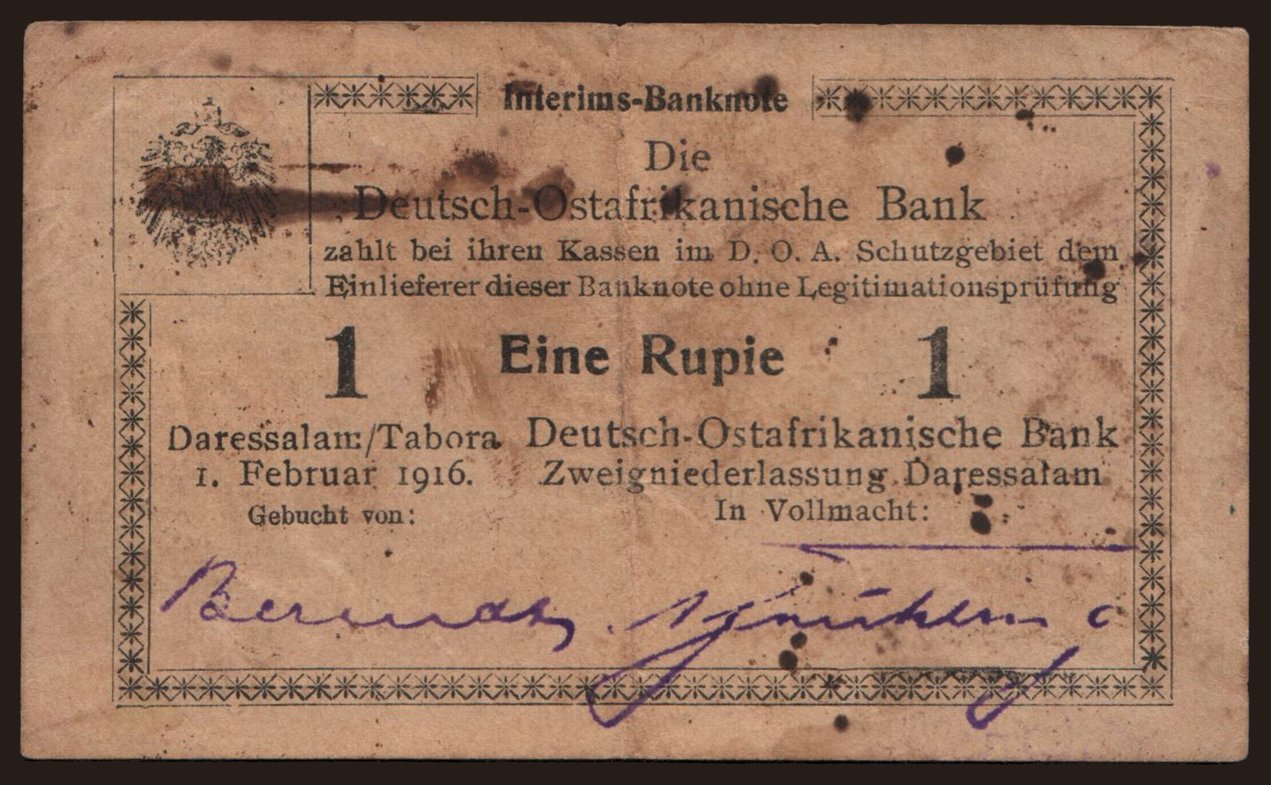 Interims-Banknote
Die
Deutsch-Ostafrikanische Bank
zahlt bei ihren Kassen im D. O. A. Schutzgebiet dem
Einlieferer dieser Banknote ohne Legitimationsprüfung
1 Eine Rupie 1
Daressalam/Tabora
1. Februar 1916.
Gebucht von:
Deutsch-Ostafrikanische Bank
Zweigniederlassung Daressalam
In Vollmacht: